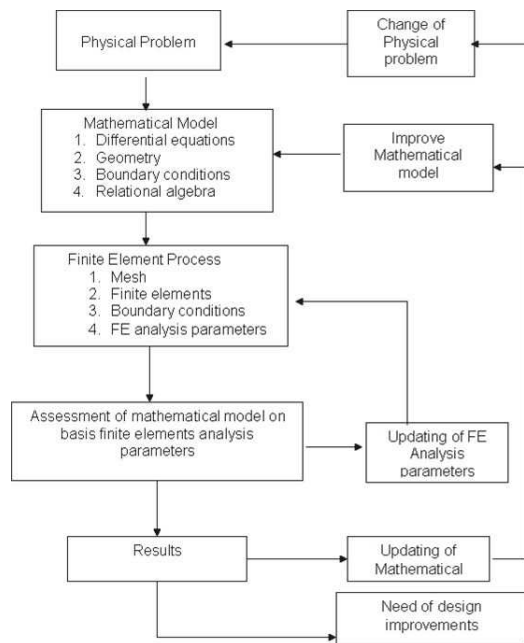 Physical Problem
Change of
Physical
problem
Mathematical Model
1. Differential equations
2. Geometry
3. Boundary conditions
4. Relational algebra
Improve
Mathematical
model
Finite Element Process
1. Mesh
2. Finite elements
3. Boundary conditions
4. FE analysis parameters
Assessment of mathematical model on
basis finite elements analysis
parameters
Updating of FE
Analysis
parameters
Results
Updating of
Mathematical
Need of design
improvements